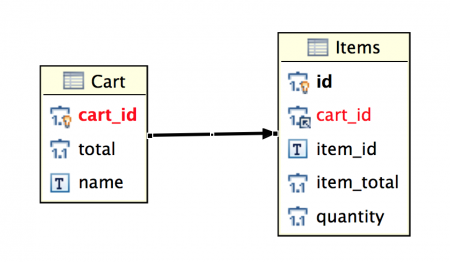 Cart
cart_id
total
name
Items
id
cart_id
item_id
item_total
quantity